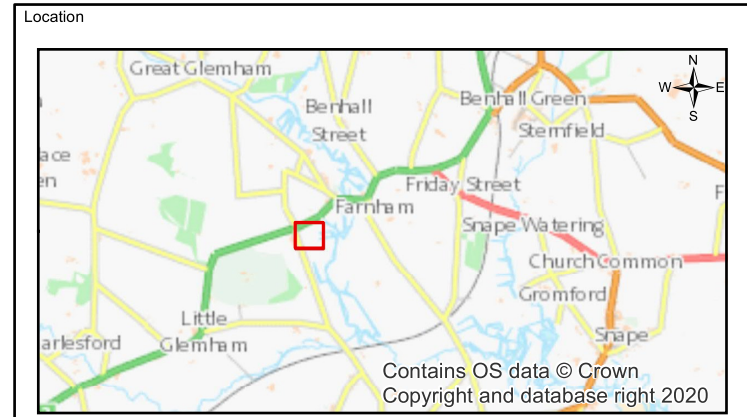 Location
Great Glemham
N
W E
S
Benhall Green
Benhall
Street
Sternfield
ace
en
Friday Street
F
Farnham
Snape Watering
Church Common
Gromford
Little
Glemham
arlesford
Snape
Contains OS data © Crown
Copyright and database right 2020